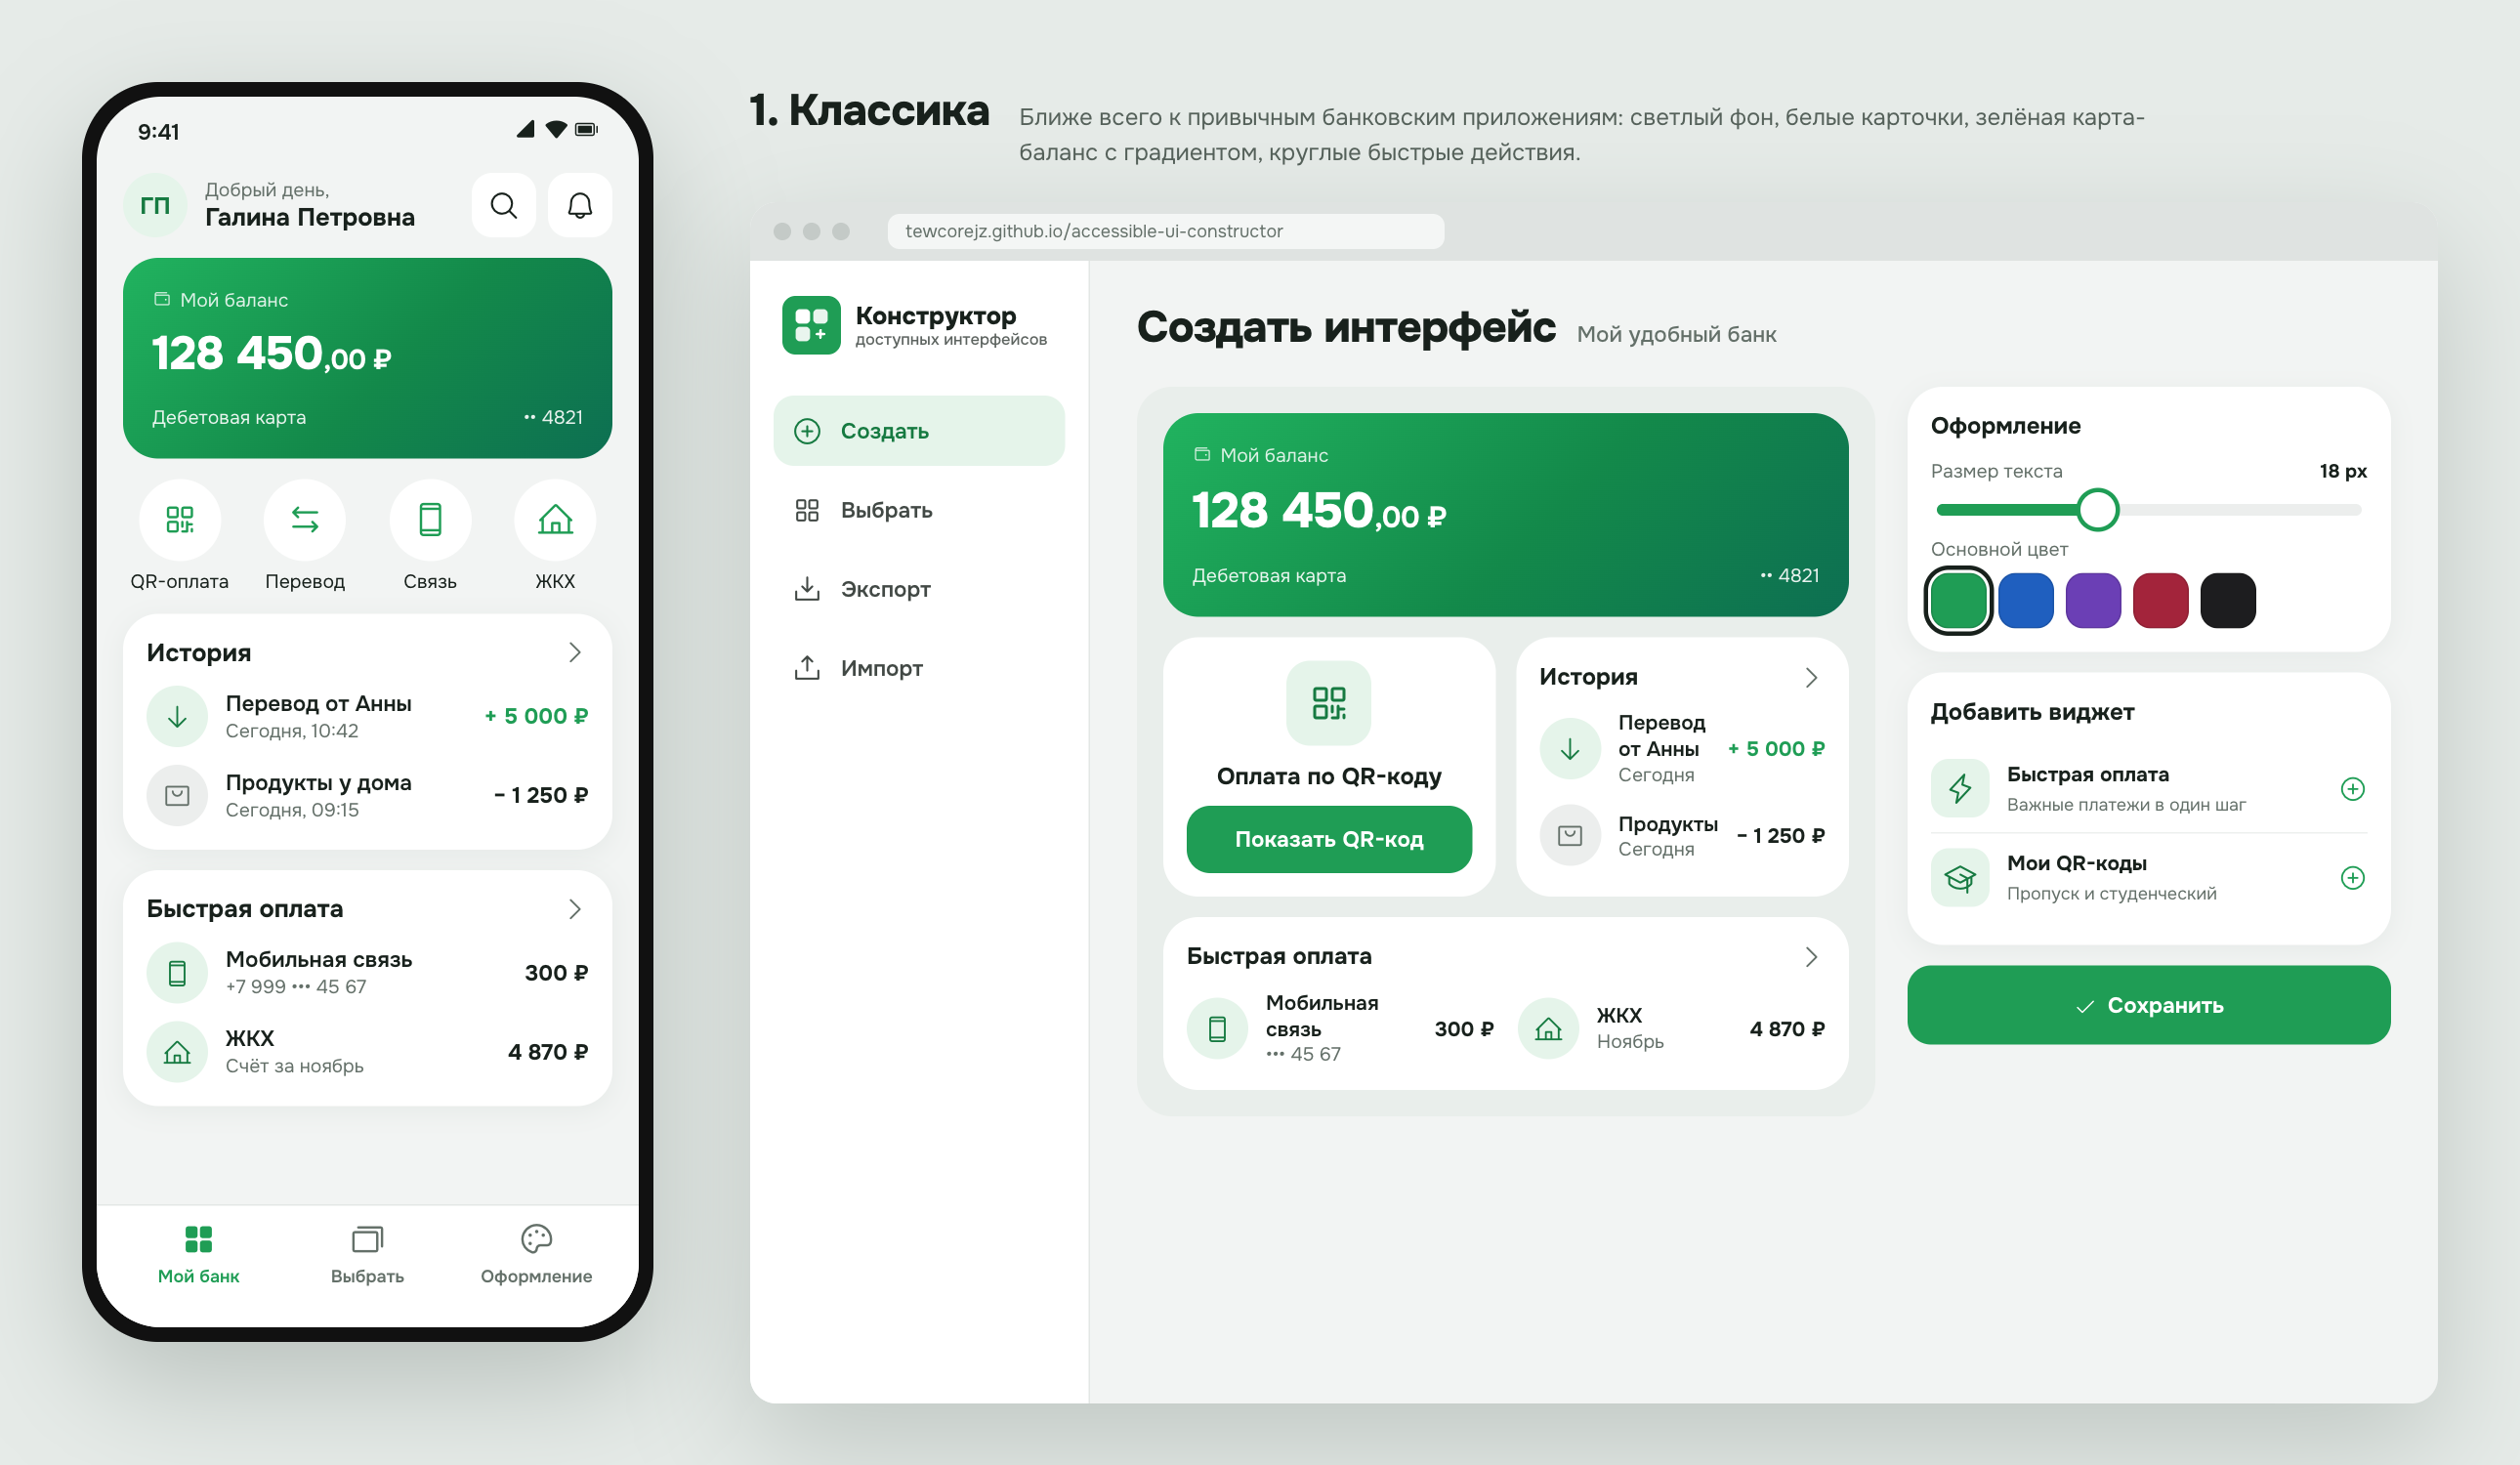 9:41
ГП
Добрый день,
Галина Петровна
Мой баланс
128 450,00 ₽
Дебетовая карта
•• 4821
QR-оплата
Перевод
Связь
ЖКХ
История
Перевод от Анны
+ 5 000 ₽
Сегодня, 10:42
Продукты у дома
− 1 250 ₽
Сегодня, 09:15
Быстрая оплата
Мобильная связь
300 ₽
+7 999 ••• 45 67
ЖКХ
4 870 ₽
Счёт за ноябрь
Мой банк
Выбрать
Оформление
1. Классика
Ближе всего к привычным банковским приложениям: светлый фон, белые карточки, зелёная карта-
баланс с градиентом, круглые быстрые действия.
tewcorejz.github.io/accessible-ui-constructor
Конструктор
доступных интерфейсов
Создать
Выбрать
Экспорт
Импорт
Создать интерфейс
Мой удобный банк
Мой баланс
128 450,00 ₽
Дебетовая карта
•• 4821
Оплата по QR-коду
Показать QR-код
История
Перевод
от Анны
+ 5 000 ₽
Сегодня
Продукты
− 1 250 ₽
Сегодня
Быстрая оплата
Мобильная
связь
300 ₽
••• 45 67
ЖКХ
4 870 ₽
Ноябрь
Оформление
Размер текста
18 px
Основной цвет
Добавить виджет
Быстрая оплата
Важные платежи в один шаг
Мои QR-коды
Пропуск и студенческий
Сохранить